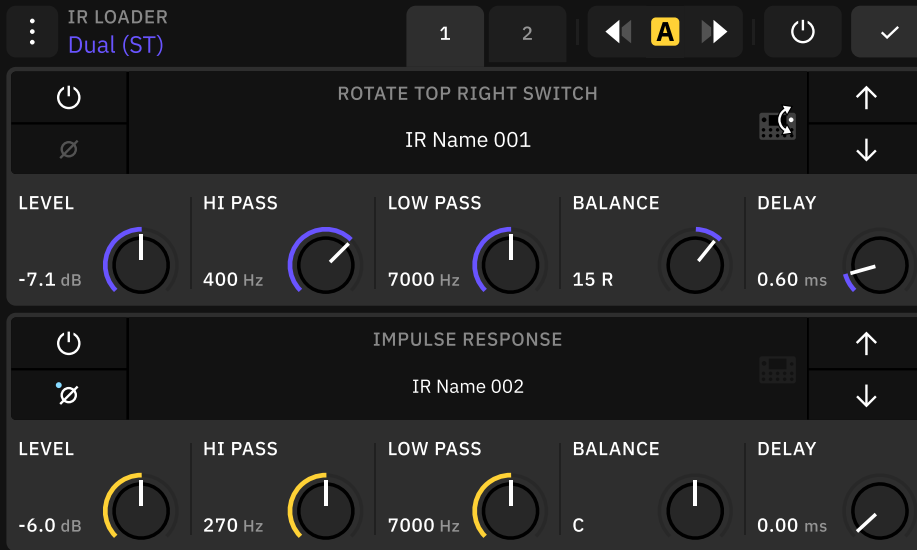 IR LOADER
Dual (ST)
1
2
A
ROTATE TOP RIGHT SWITCH
IR Name 001
LEVEL
-7.1 dB
HI PASS
400 Hz
LOW PASS
7000 Hz
BALANCE
15 R
DELAY
0.60 ms
IMPULSE RESPONSE
IR Name 002
LEVEL
-6.0 dB
HI PASS
270 Hz
LOW PASS
7000 Hz
BALANCE
C
DELAY
0.00 ms